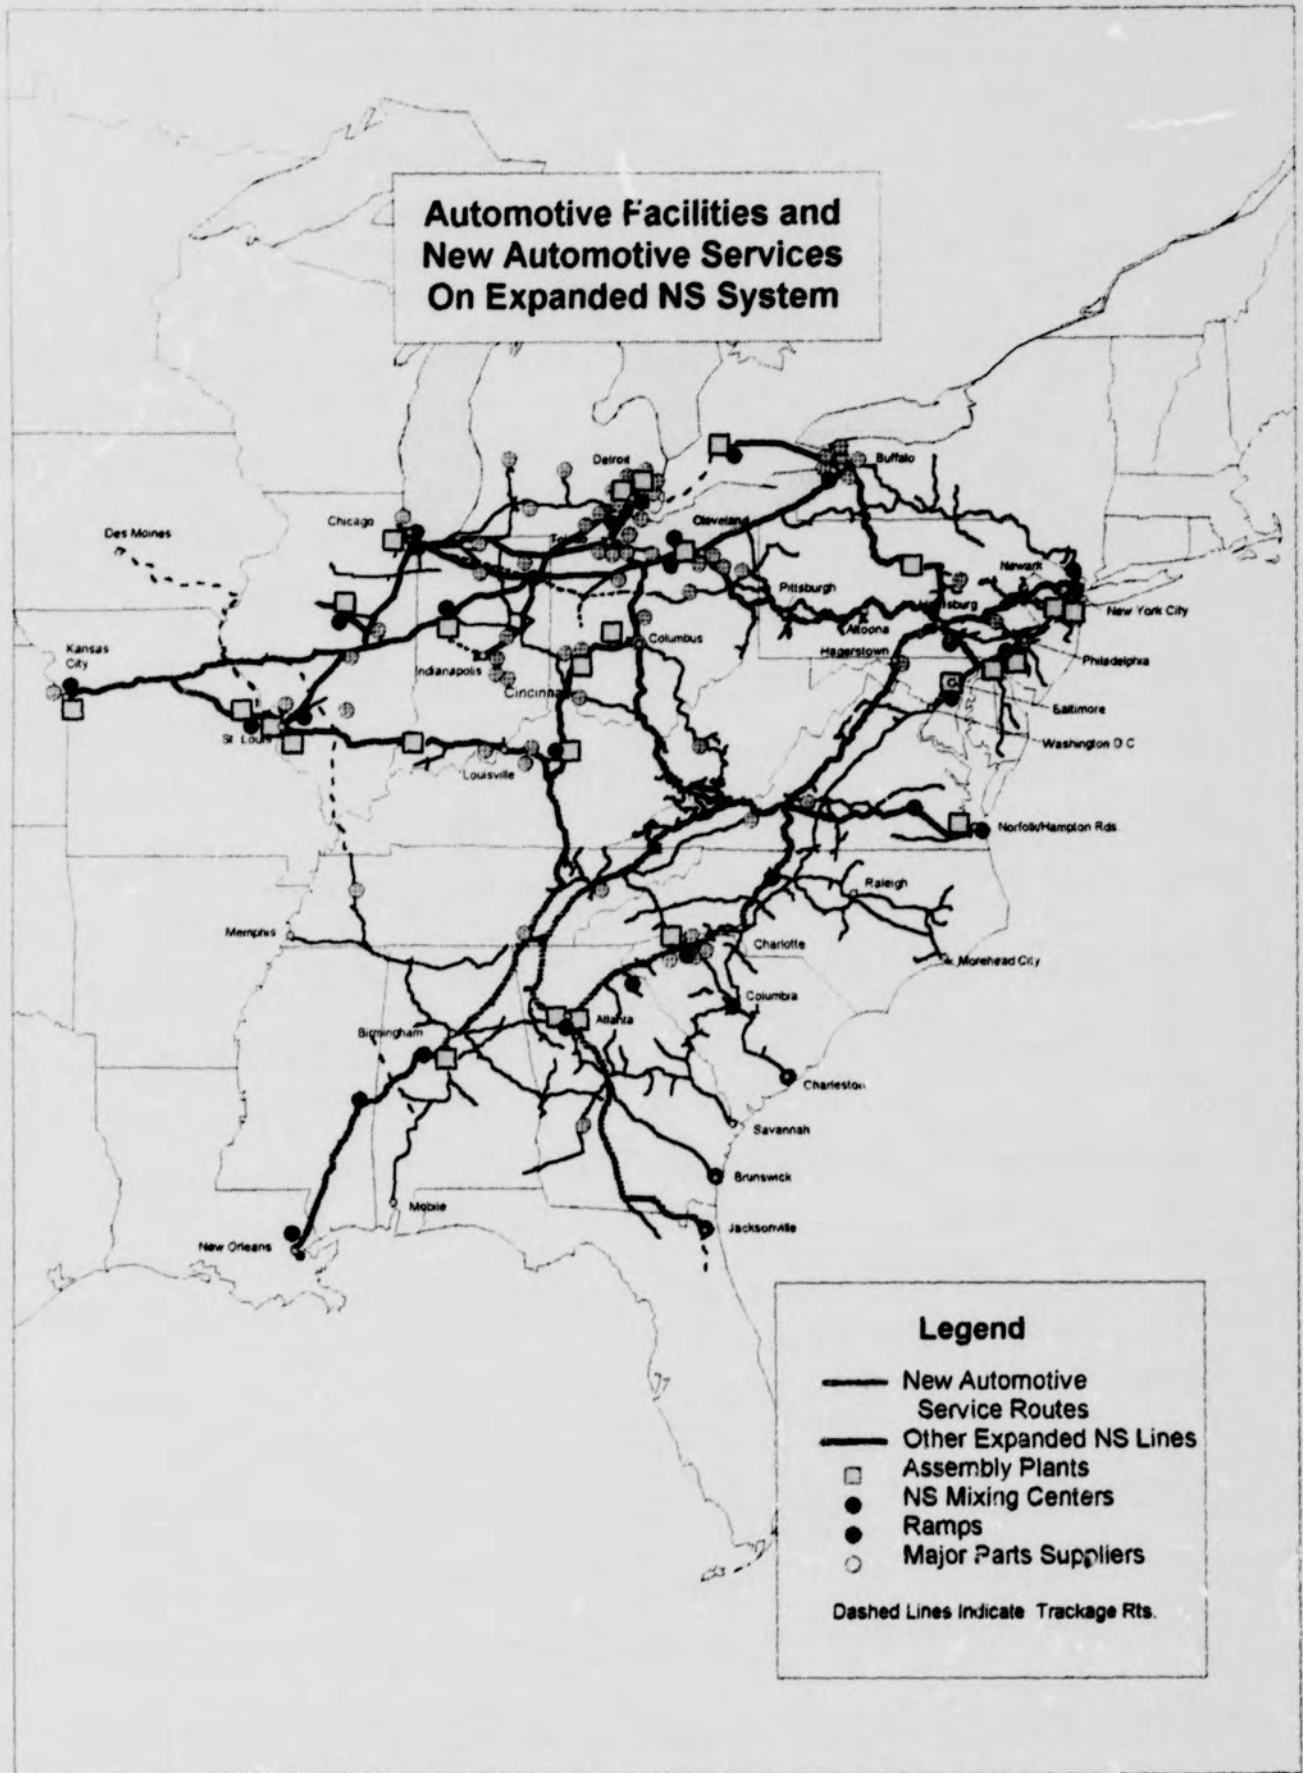 Automotive Facilities and
New Automotive Services
On Expanded NS System
Detroit
Buffalo
Chicago
Cleveland
Des Moines
Toledo
Newark
Pittsburgh
Harrisburg
New York City
Altoona
Columbus
Kansas
City
Hagerstown
Philadelphia
Indianapolis
Cincinnati
Baltimore
St. Louis
Washington D C
Louisville
Norfolk/Hampton Rds.
Raleigh
Memphis
Charlotte
Morehead City
Columbia
Atlanta
Birmingham
Charleston
Savannah
Brunswick
Mobile
Jacksonville
New Orleans
Legend
New Automotive
Service Routes
Other Expanded NS Lines
Assembly Plants
NS Mixing Centers
Ramps
Major Parts Suppliers
Dashed Lines Indicate Trackage Rts.